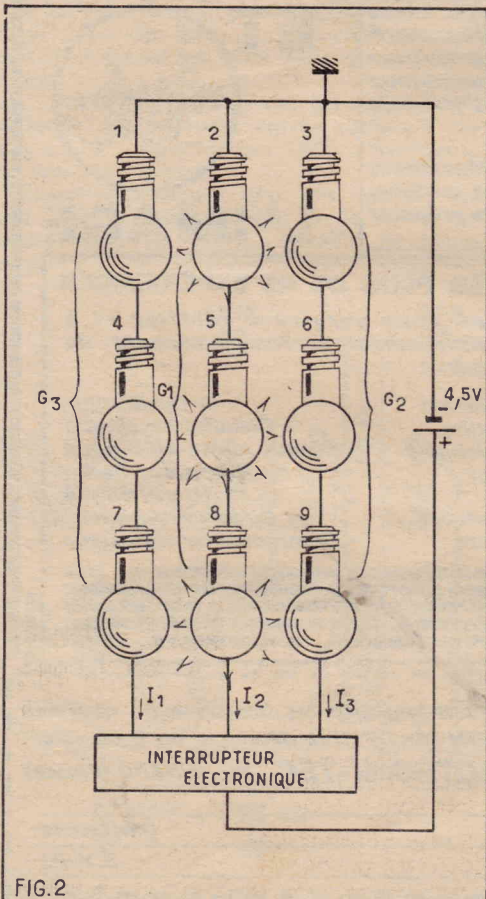 1 2 3
4 5 6
G3 G1 G2
- 4,5V
+
7 8 9
↓ I1 ↓ I2 ↓ I3
INTERRUPTEUR
ELECTRONIQUE
FIG.2